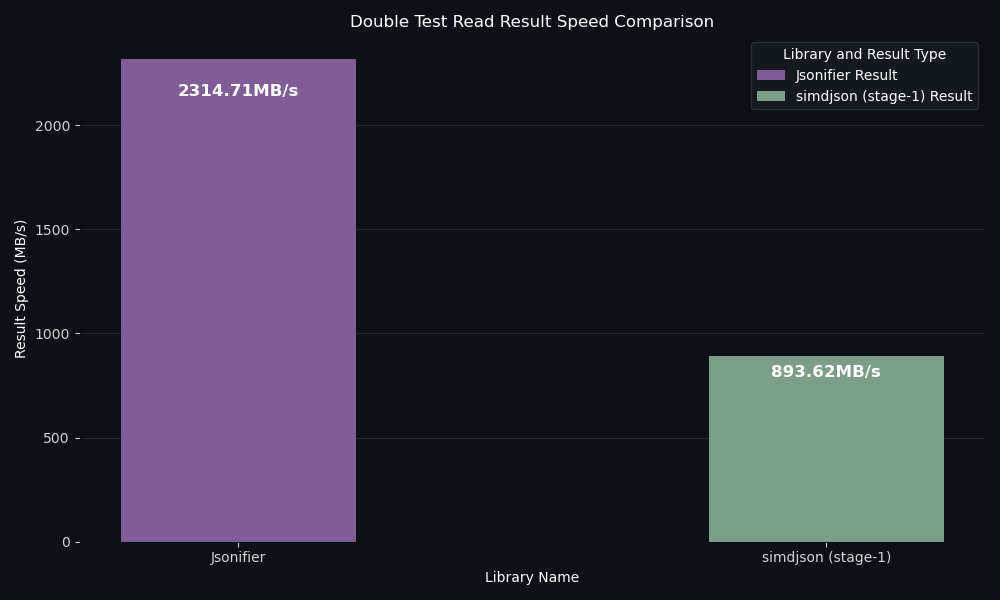 Double Test Read Result Speed Comparison
Library and Result Type
Jsonifier Result
simdjson (stage-1) Result
2314.71MB/s
893.62MB/s
Result Speed (MB/s)
2000
1500
1000
500
0
Jsonifier
simdjson (stage-1)
Library Name